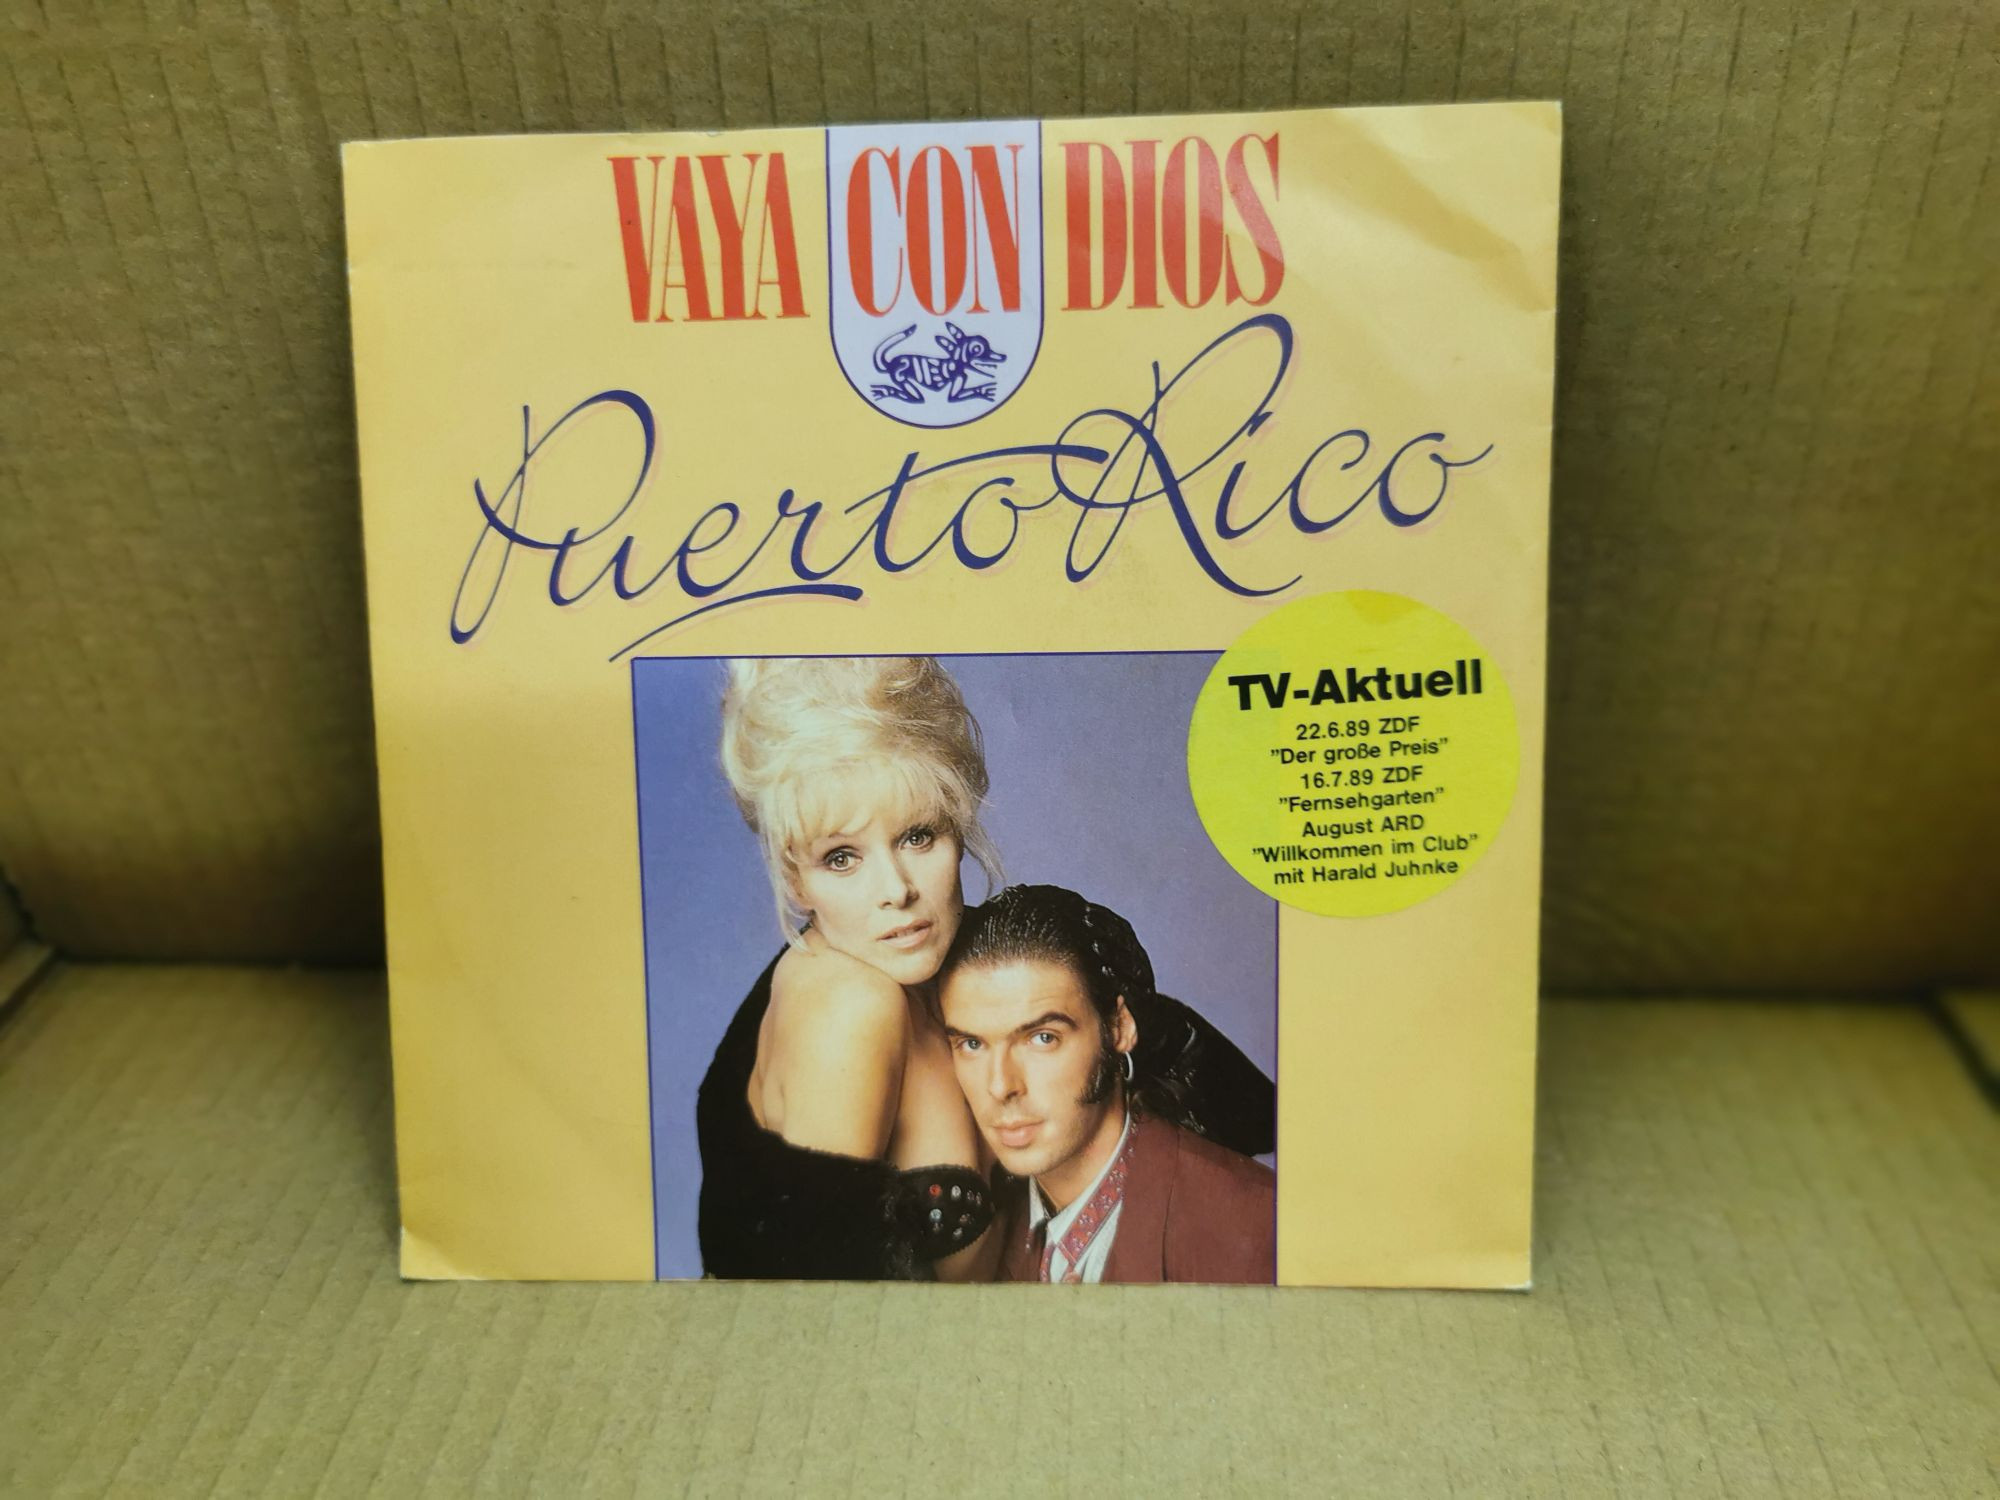 VAYA CON DIOS
Puerto Rico
TV-Aktuell
22.6.89 ZDF
"Der große Preis"
16.7.89 ZDF
"Fernsehgarten"
August ARD
"Willkommen im Club"
mit Harald Juhnke